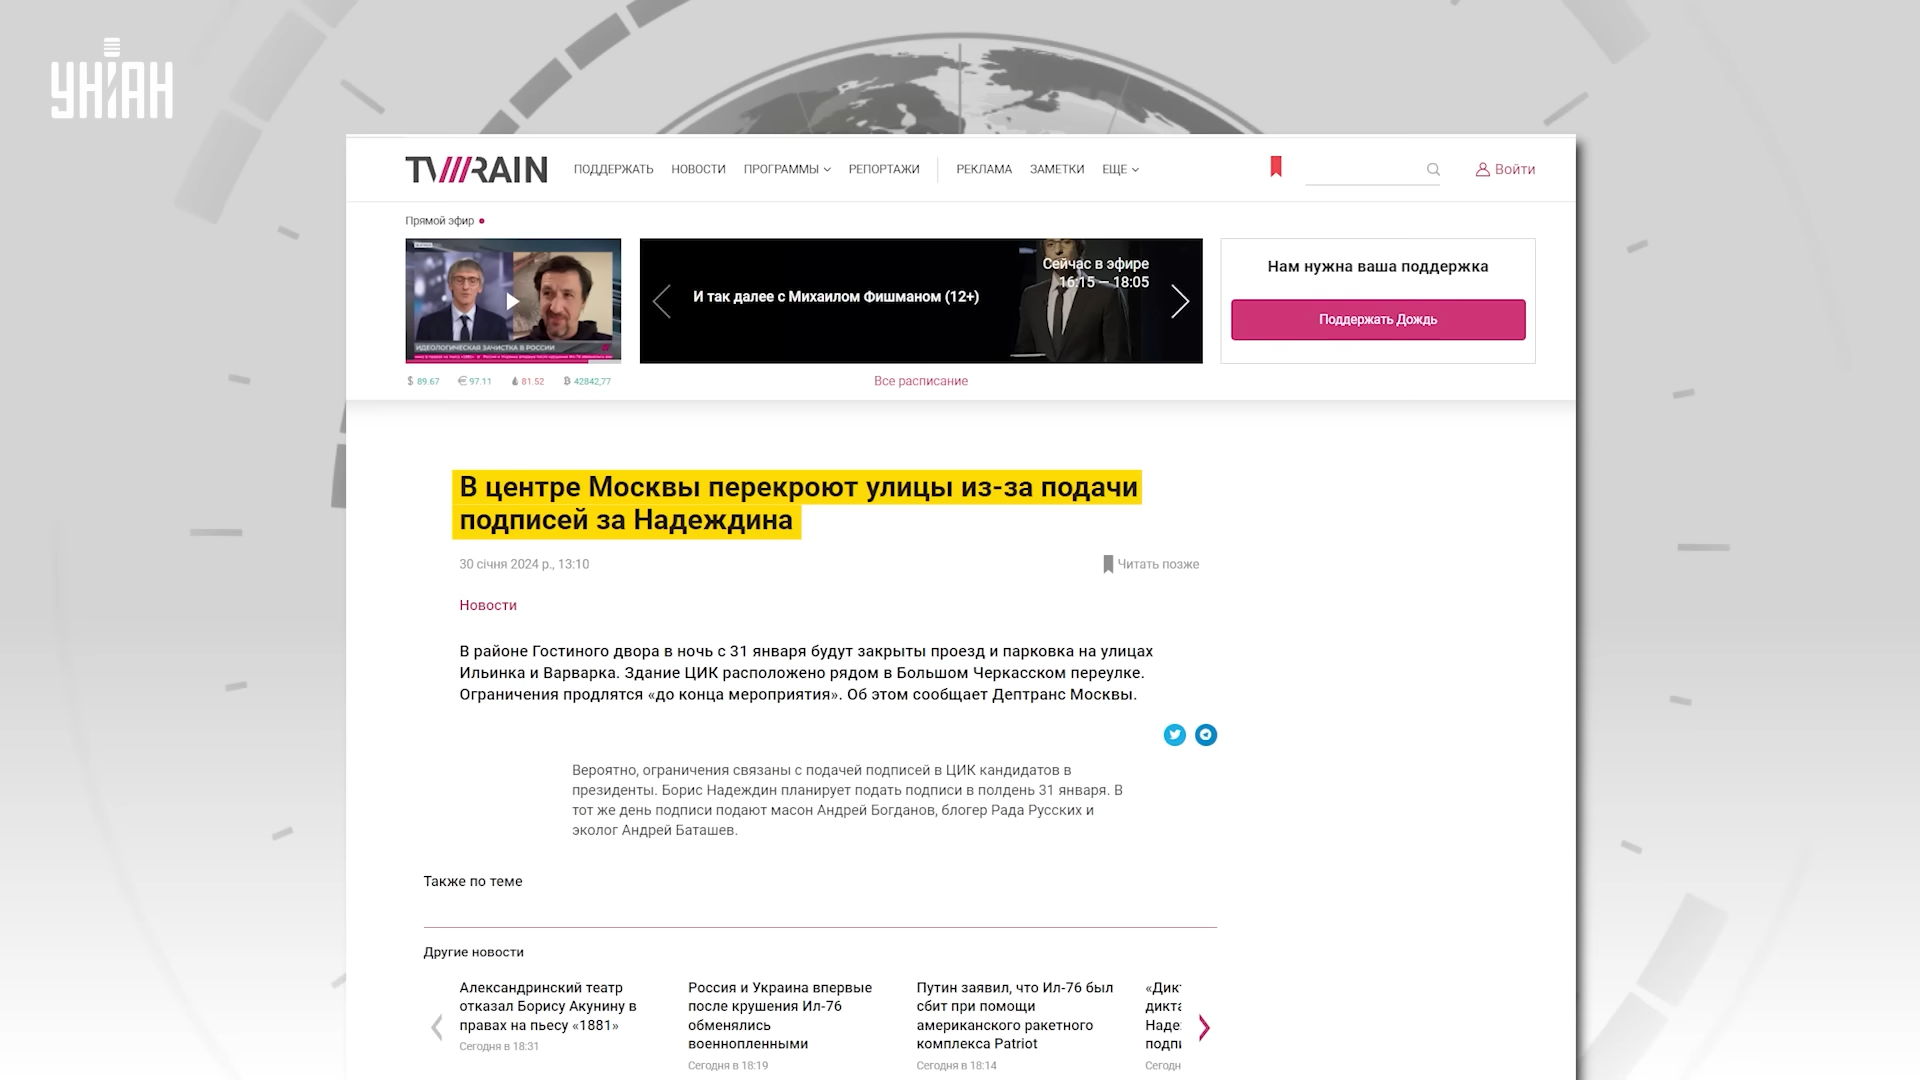 УНІАН
TV///RAIN
ПОДДЕРЖАТЬ НОВОСТИ ПРОГРАММЫ РЕПОРТАЖИ РЕКЛАМА ЗАМЕТКИ ЕЩЕ
Войти
Прямой эфир
ИДЕОЛОГИЧЕСКАЯ ЗАЧИСТКА В РОССИИ
$ 89.67 € 97.11 81.52 42842,77
И так далее с Михаилом Фишманом (12+)
Сейчас в эфире
16:15 — 18:05
Все расписание
Нам нужна ваша поддержка
Поддержать Дождь
В центре Москвы перекроют улицы из-за подачи
подписей за Надеждина
30 січня 2024 р., 13:10
Читать позже
Новости
В районе Гостиного двора в ночь с 31 января будут закрыты проезд и парковка на улицах
Ильинка и Варварка. Здание ЦИК расположено рядом в Большом Черкасском переулке.
Ограничения продлятся «до конца мероприятия». Об этом сообщает Дептранс Москвы.
Вероятно, ограничения связаны с подачей подписей в ЦИК кандидатов в
президенты. Борис Надеждин планирует подать подписи в полдень 31 января. В
тот же день подписи подают масон Андрей Богданов, блогер Рада Русских и
эколог Андрей Баташев.
Также по теме
Другие новости
Александринский театр
отказал Борису Акунину в
правах на пьесу «1881»
Сегодня в 18:31
Россия и Украина впервые
после крушения Ил-76
обменялись
военнопленными
Сегодня в 18:19
Путин заявил, что Ил-76 был
сбит при помощи
американского ракетного
комплекса Patriot
Сегодня в 18:14
«Дик
дикта
Наде
подпи
Сегодн